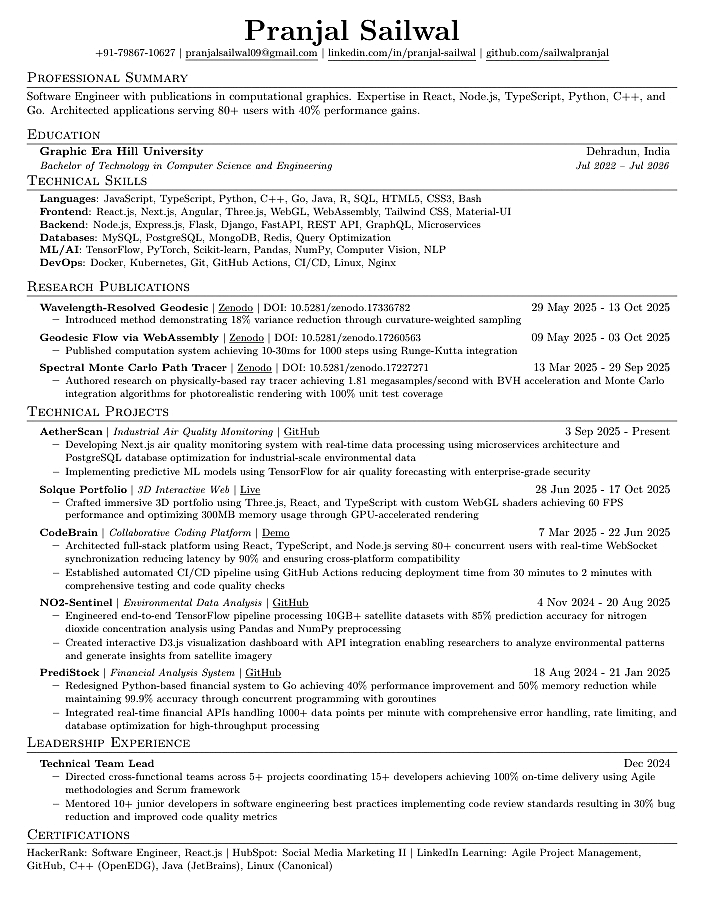 Pranjal Sailwal
+91-79867-10627 | pranjalsailwal09@gmail.com | linkedin.com/in/pranjal-sailwal | github.com/sailwalpranjal
Professional Summary
Software Engineer with publications in computational graphics. Expertise in React, Node.js, TypeScript, Python, C++, and
Go. Architected applications serving 80+ users with 40% performance gains.
Education
Graphic Era Hill University Dehradun, India
Bachelor of Technology in Computer Science and Engineering Jul 2022 – Jul 2026
Technical Skills
Languages: JavaScript, TypeScript, Python, C++, Go, Java, R, SQL, HTML5, CSS3, Bash
Frontend: React.js, Next.js, Angular, Three.js, WebGL, WebAssembly, Tailwind CSS, Material-UI
Backend: Node.js, Express.js, Flask, Django, FastAPI, REST API, GraphQL, Microservices
Databases: MySQL, PostgreSQL, MongoDB, Redis, Query Optimization
ML/AI: TensorFlow, PyTorch, Scikit-learn, Pandas, NumPy, Computer Vision, NLP
DevOps: Docker, Kubernetes, Git, GitHub Actions, CI/CD, Linux, Nginx
Research Publications
Wavelength-Resolved Geodesic | Zenodo | DOI: 10.5281/zenodo.17336782 29 May 2025 - 13 Oct 2025
– Introduced method demonstrating 18% variance reduction through curvature-weighted sampling
Geodesic Flow via WebAssembly | Zenodo | DOI: 10.5281/zenodo.17260563 09 May 2025 - 03 Oct 2025
– Published computation system achieving 10-30ms for 1000 steps using Runge-Kutta integration
Spectral Monte Carlo Path Tracer | Zenodo | DOI: 10.5281/zenodo.17227271 13 Mar 2025 - 29 Sep 2025
– Authored research on physically-based ray tracer achieving 1.81 megasamples/second with BVH acceleration and Monte Carlo
integration algorithms for photorealistic rendering with 100% unit test coverage
Technical Projects
AetherScan | Industrial Air Quality Monitoring | GitHub 3 Sep 2025 - Present
– Developing Next.js air quality monitoring system with real-time data processing using microservices architecture and
PostgreSQL database optimization for industrial-scale environmental data
– Implementing predictive ML models using TensorFlow for air quality forecasting with enterprise-grade security
Solque Portfolio | 3D Interactive Web | Live 28 Jun 2025 - 17 Oct 2025
– Crafted immersive 3D portfolio using Three.js, React, and TypeScript with custom WebGL shaders achieving 60 FPS
performance and optimizing 300MB memory usage through GPU-accelerated rendering
CodeBrain | Collaborative Coding Platform | Demo 7 Mar 2025 - 22 Jun 2025
– Architected full-stack platform using React, TypeScript, and Node.js serving 80+ concurrent users with real-time WebSocket
synchronization reducing latency by 90% and ensuring cross-platform compatibility
– Established automated CI/CD pipeline using GitHub Actions reducing deployment time from 30 minutes to 2 minutes with
comprehensive testing and code quality checks
NO2-Sentinel | Environmental Data Analysis | GitHub 4 Nov 2024 - 20 Aug 2025
– Engineered end-to-end TensorFlow pipeline processing 10GB+ satellite datasets with 85% prediction accuracy for nitrogen
dioxide concentration analysis using Pandas and NumPy preprocessing
– Created interactive D3.js visualization dashboard with API integration enabling researchers to analyze environmental patterns
and generate insights from satellite imagery
PrediStock | Financial Analysis System | GitHub 18 Aug 2024 - 21 Jan 2025
– Redesigned Python-based financial system to Go achieving 40% performance improvement and 50% memory reduction while
maintaining 99.9% accuracy through concurrent programming with goroutines
– Integrated real-time financial APIs handling 1000+ data points per minute with comprehensive error handling, rate limiting, and
database optimization for high-throughput processing
Leadership Experience
Technical Team Lead Dec 2024
– Directed cross-functional teams across 5+ projects coordinating 15+ developers achieving 100% on-time delivery using Agile
methodologies and Scrum framework
– Mentored 10+ junior developers in software engineering best practices implementing code review standards resulting in 30% bug
reduction and improved code quality metrics
Certifications
HackerRank: Software Engineer, React.js | HubSpot: Social Media Marketing II | LinkedIn Learning: Agile Project Management,
GitHub, C++ (OpenEDG), Java (JetBrains), Linux (Canonical)